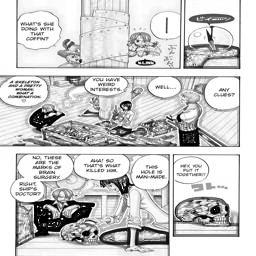 WHAT'S SHE
DOING WITH
THAT
COFFIN?
ANY
CLUES?
WELL...
YOU HAVE
WEIRD
INTERESTS.
A SKELETON
AND A PRETTY
WOMAN.
WHAT A
COMBINATION.
HEY, YOU
PUT IT
TOGETHER!!
THIS
HOLE IS
MAN-MADE.
AHA! SO
THAT'S WHAT
KILLED HIM.
NO, THESE
ARE THE
MARKS OF
BRAIN
SURGERY.
RIGHT,
SHIP'S
DOCTOR?